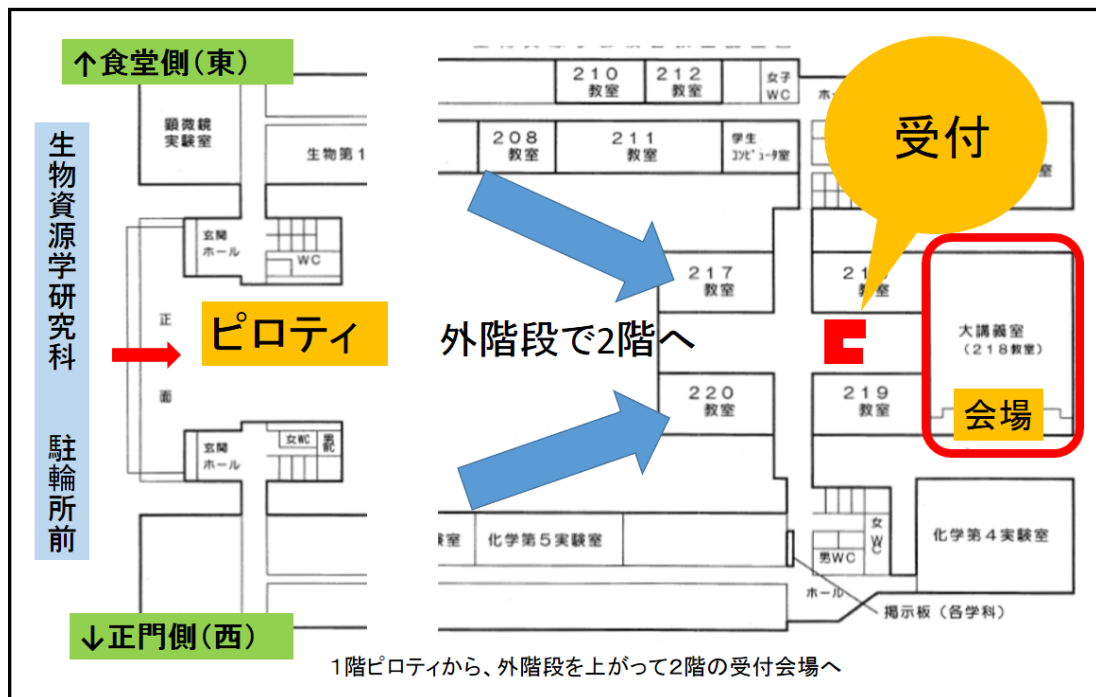 ↑食堂側(東)
210
教室
212
教室
女子
WC
顕微鏡
実験室
生物第1
208
教室
211
教室
学生
コンピュータ室
受付
生物資源学研究科 駐輪所前
玄関
ホール
WC
正面
ピロティ
外階段で2階へ
217
教室
大講義室
(218教室)
220
教室
219
教室
会場
玄関
ホール
女WC
男WC
化学第5実験室
男WC
女WC
化学第4実験室
ホール
掲示板(各学科)
↓正門側(西)
1階ピロティから、外階段を上がって2階の受付会場へ